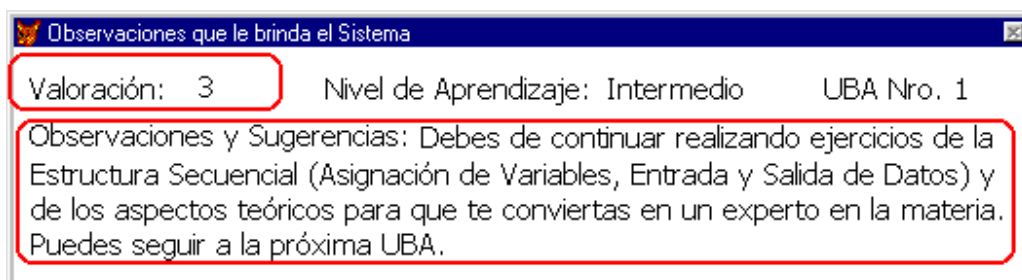 Observaciones que le brinda el Sistema
Valoración: 3 Nivel de Aprendizaje: Intermedio UBA Nro. 1
Observaciones y Sugerencias: Debes de continuar realizando ejercicios de la
Estructura Secuencial (Asignación de Variables, Entrada y Salida de Datos) y
de los aspectos teóricos para que te conviertas en un experto en la materia.
Puedes seguir a la próxima UBA.